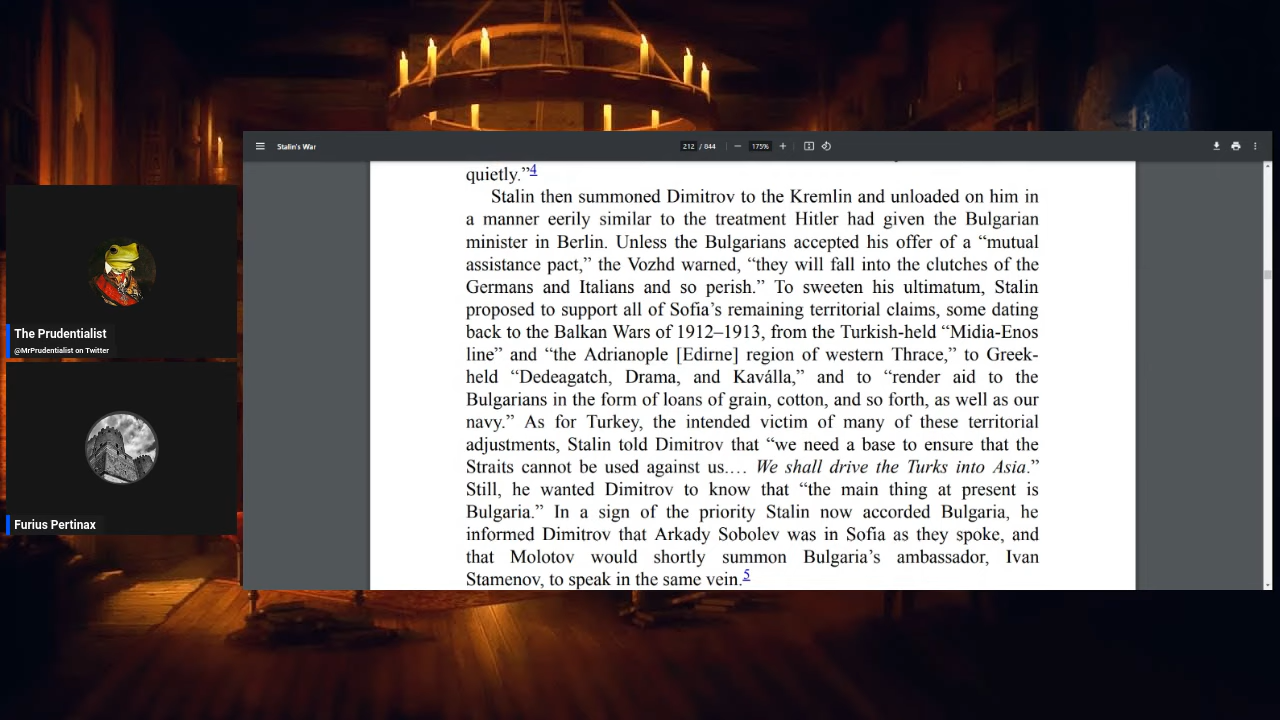 Stalin's War
212 / 844
175%
quietly.”4
Stalin then summoned Dimitrov to the Kremlin and unloaded on him in
a manner eerily similar to the treatment Hitler had given the Bulgarian
minister in Berlin. Unless the Bulgarians accepted his offer of a “mutual
assistance pact,” the Vozhd warned, “they will fall into the clutches of the
Germans and Italians and so perish.” To sweeten his ultimatum, Stalin
proposed to support all of Sofia’s remaining territorial claims, some dating
back to the Balkan Wars of 1912–1913, from the Turkish-held “Midia-Enos
line” and “the Adrianople [Edirne] region of western Thrace,” to Greek-
held “Dedeagatch, Drama, and Kaválla,” and to “render aid to the
Bulgarians in the form of loans of grain, cotton, and so forth, as well as our
navy.” As for Turkey, the intended victim of many of these territorial
adjustments, Stalin told Dimitrov that “we need a base to ensure that the
Straits cannot be used against us.… We shall drive the Turks into Asia.”
Still, he wanted Dimitrov to know that “the main thing at present is
Bulgaria.” In a sign of the priority Stalin now accorded Bulgaria, he
informed Dimitrov that Arkady Sobolev was in Sofia as they spoke, and
that Molotov would shortly summon Bulgaria’s ambassador, Ivan
Stamenov, to speak in the same vein.5
The Prudentialist
@MrPrudentialist on Twitter
Furius Pertinax